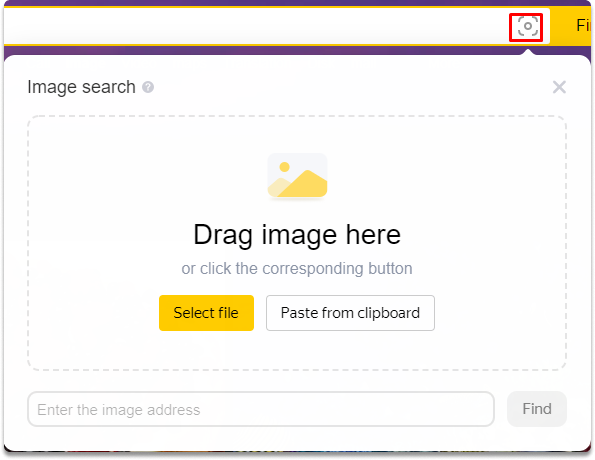 Fi
Image search ?
Drag image here
or click the corresponding button
Select file
Paste from clipboard
Enter the image address
Find